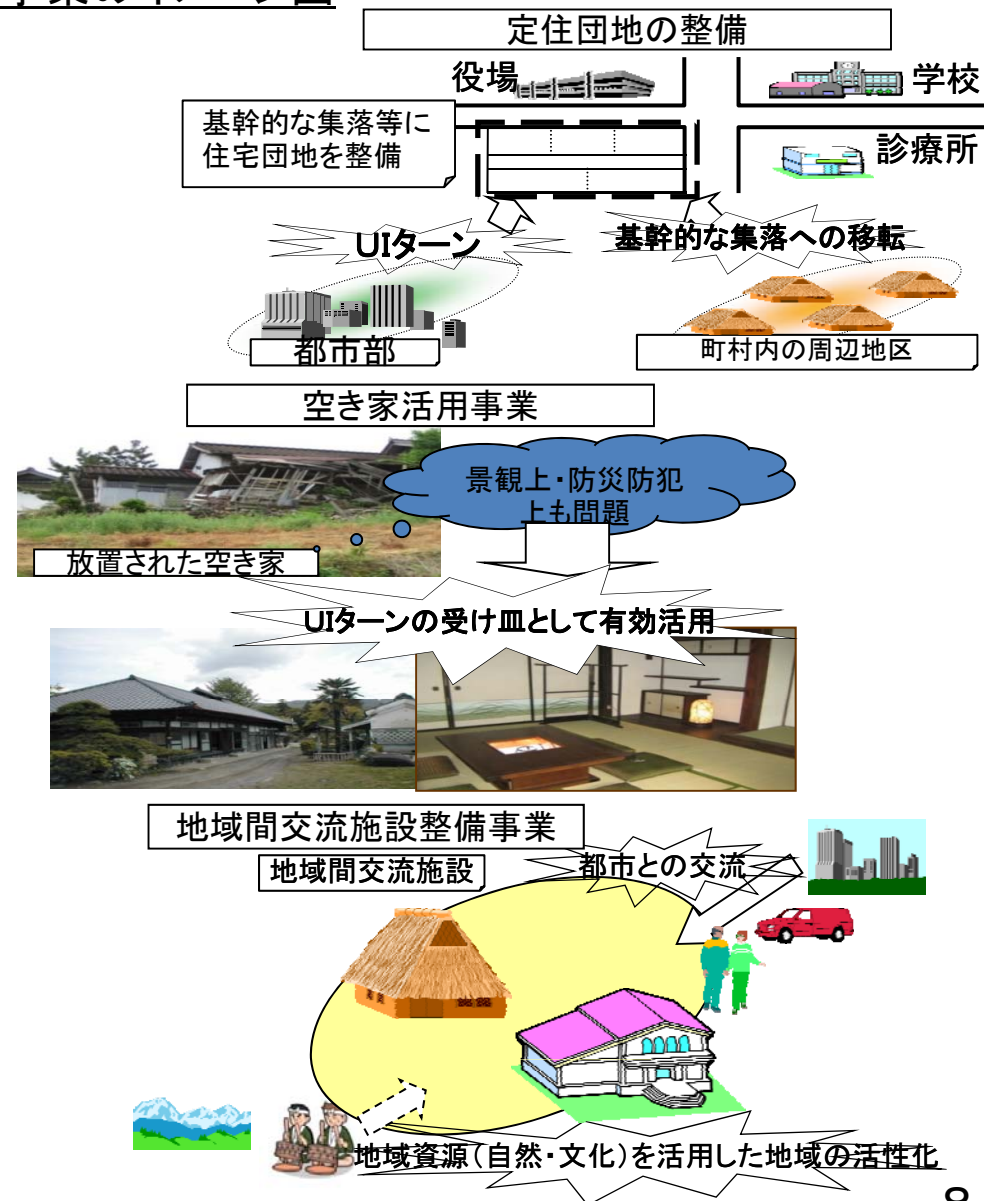 事業のイメージ図
定住団地の整備
役場
学校
基幹的な集落等に
住宅団地を整備
診療所
UIターン
基幹的な集落への移転
都市部
町村内の周辺地区
空き家活用事業
景観上・防災防犯
上も問題
放置された空き家
UIターンの受け皿として有効活用
地域間交流施設整備事業
地域間交流施設
都市との交流
地域資源（自然・文化）を活用した地域の活性化